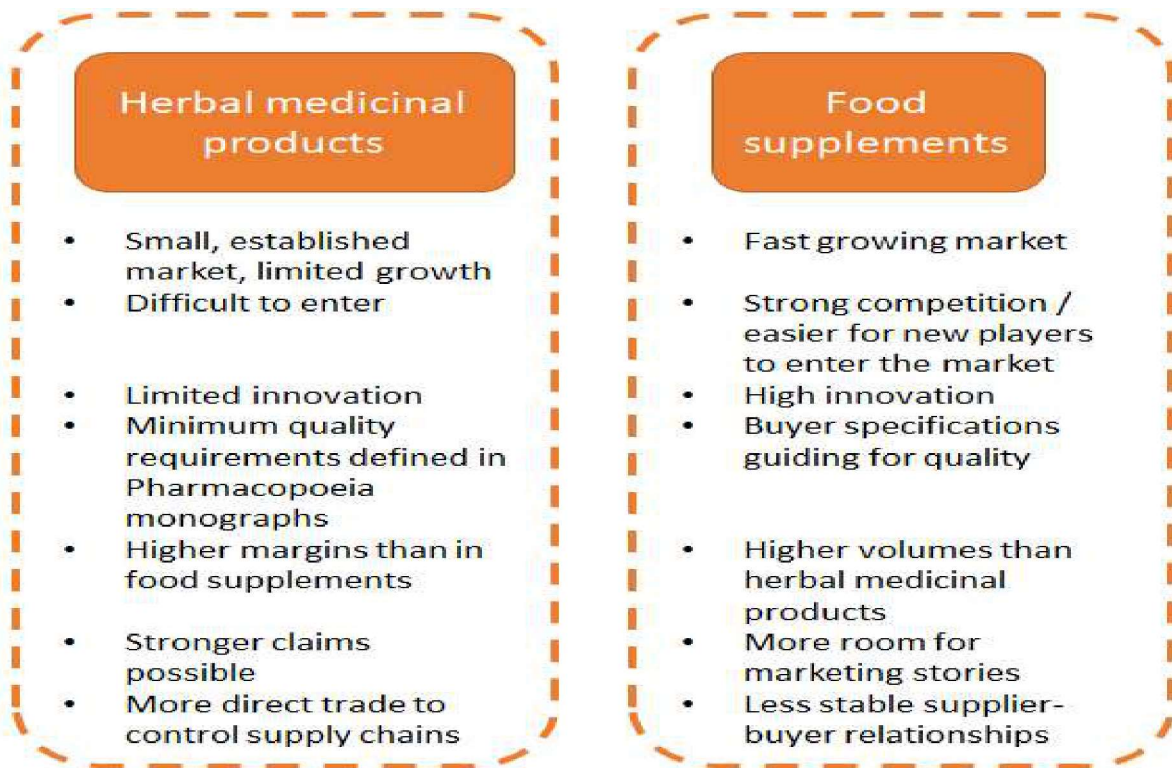 Herbal medicinal
products
• Small, established
market, limited growth
• Difficult to enter
• Limited innovation
• Minimum quality
requirements defined in
Pharmacopoeia
monographs
• Higher margins than in
food supplements
• Stronger claims
possible
• More direct trade to
control supply chains
Food
supplements
• Fast growing market
• Strong competition /
easier for new players
to enter the market
• High innovation
• Buyer specifications
guiding for quality
• Higher volumes than
herbal medicinal
products
• More room for
marketing stories
• Less stable supplier-
buyer relationships